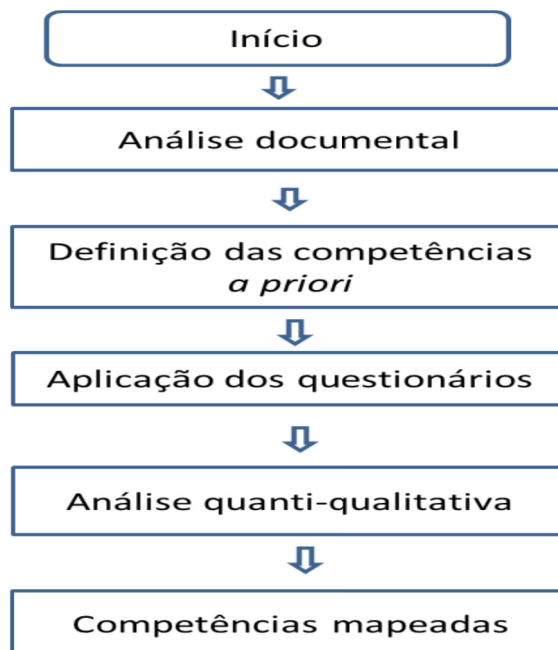 Início
Análise documental
Definição das competências
a priori
Aplicação dos questionários
Análise quanti-qualitativa
Competências mapeadas